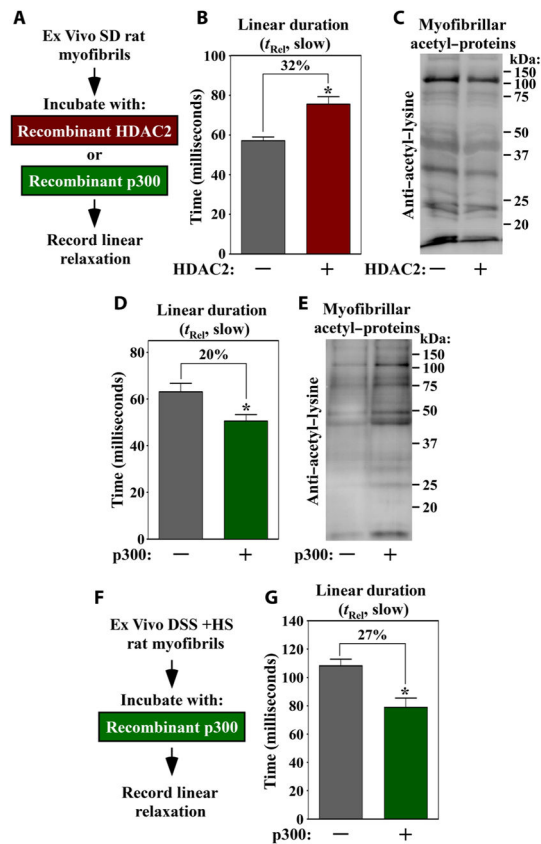 A
Ex Vivo SD rat
myofibrils
Incubate with:
Recombinant HDAC2
or
Recombinant p300
Record linear
relaxation
B
Linear duration
(tRel, slow)
32%
*
Time (milliseconds)
100
80
60
40
20
0
HDAC2: — +
C
Myofibrillar
acetyl–proteins
kDa:
150
100
75
50
37
25
20
Anti–acetyl–lysine
HDAC2: — +
D
Linear duration
(tRel, slow)
20%
*
Time (milliseconds)
80
60
40
20
0
p300: — +
E
Myofibrillar
acetyl–proteins
kDa:
150
100
75
50
37
25
20
Anti–acetyl–lysine
p300: — +
F
Ex Vivo DSS +HS
rat myofibrils
Incubate with:
Recombinant p300
Record linear
relaxation
G
Linear duration
(tRel, slow)
27%
*
Time (milliseconds)
140
120
100
80
60
40
20
0
p300: — +